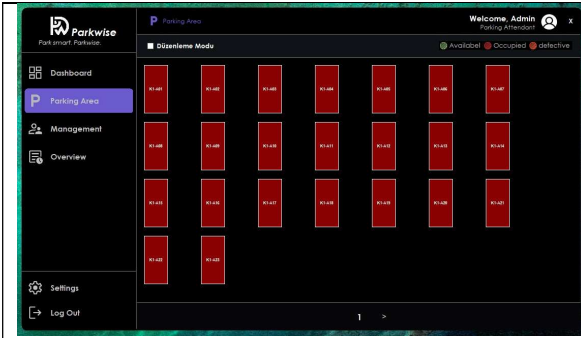 Parkwise
Park smart. Parkwise.
Parking Area
Welcome, Admin
Parking Attendant
x
Düzenleme Modu
Availabel Occupied defective
Dashboard
Parking Area
Management
Overview
Settings
Log Out
K1-A01 K1-A02 K1-A03 K1-A04 K1-A05 K1-A06 K1-A07
K1-A08 K1-A09 K1-A10 K1-A11 K1-A12 K1-A13 K1-A14
K1-A15 K1-A16 K1-A17 K1-A18 K1-A19 K1-A20 K1-A21
K1-A22 K1-A23
1 >